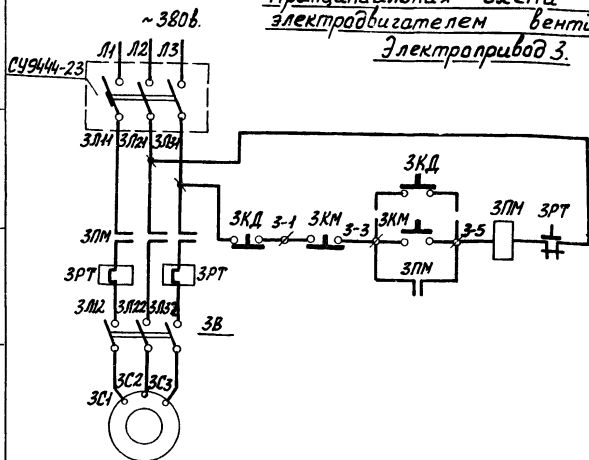 ~380в.
электродвигателем
Электропривод 3.
Л1 Л2 Л3
СУ9444-23
3Л11 3Л21 3Л31
3КД
3КД 3-1 3КМ 3-3 3КМ 3-5 3ПМ 3РТ
3ПМ
3ПМ
3РТ 3РТ
3Л12 3Л22 3Л32 3В
3С1 3С2 3С3